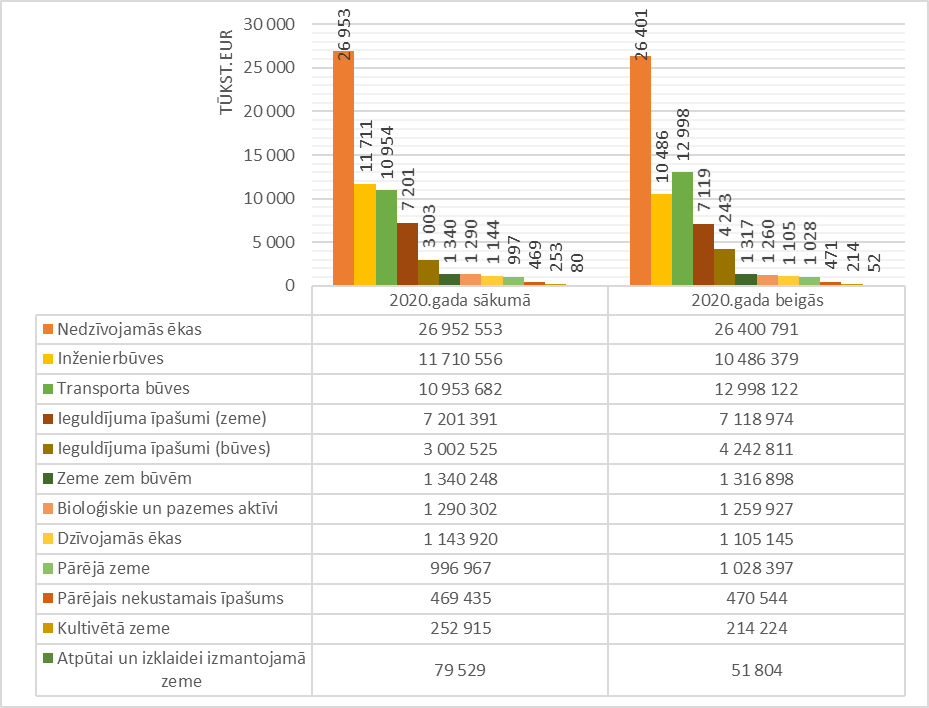 TŪKST.EUR
30 000
25 000
20 000
15 000
10 000
5 000
0
26 953
11 711
10 954
7 201
3 003
1 340
1 290
1 144
997
469
253
80
26 401
10 486
12 998
7 119
4 243
1 317
1 260
1 105
1 028
471
214
52
2020.gada sākumā 2020.gada beigās
Nedzīvojamās ēkas 26 952 553 26 400 791
Inženierbūves 11 710 556 10 486 379
Transporta būves 10 953 682 12 998 122
Ieguldījuma īpašumi (zeme) 7 201 391 7 118 974
Ieguldījuma īpašumi (būves) 3 002 525 4 242 811
Zeme zem būvēm 1 340 248 1 316 898
Bioloģiskie un pazemes aktīvi 1 290 302 1 259 927
Dzīvojamās ēkas 1 143 920 1 105 145
Pārējā zeme 996 967 1 028 397
Pārējais nekustamais īpašums 469 435 470 544
Kultivētā zeme 252 915 214 224
Atpūtai un izklaidei izmantojamā
zeme 79 529 51 804